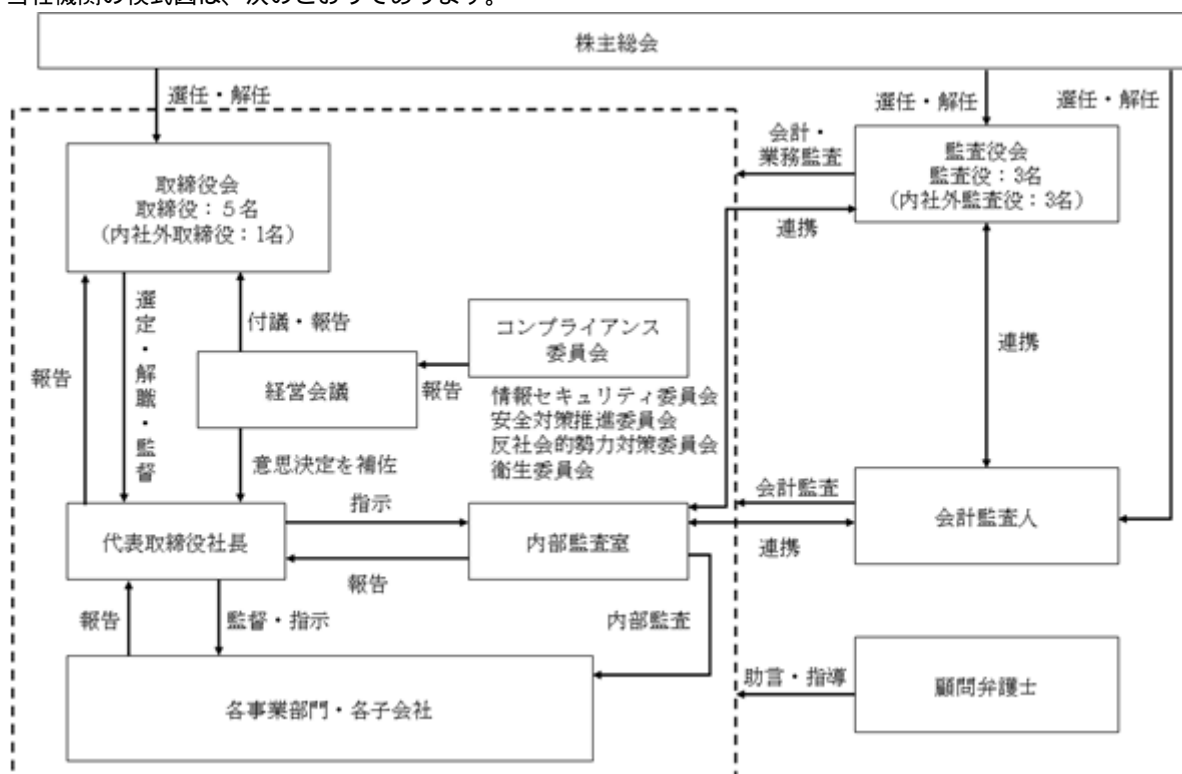 当社機関の模式図は、次のとおりであります。
株主総会
選任・解任
選任・解任
選任・解任
取締役会
取締役：５名
(内社外取締役：1名)
会計・
業務監査
監査役会
監査役：3名
(内社外監査役：3名)
連携
選定・解職・監督
付議・報告
コンプライアンス
委員会
報告
経営会議
報告
連携
情報セキュリティ委員会
安全対策推進委員会
反社会的勢力対策委員会
衛生委員会
意思決定を補佐
指示
会計監査
代表取締役社長
内部監査室
会計監査人
連携
報告
報告
監督・指示
内部監査
助言・指導
顧問弁護士
各事業部門・各子会社